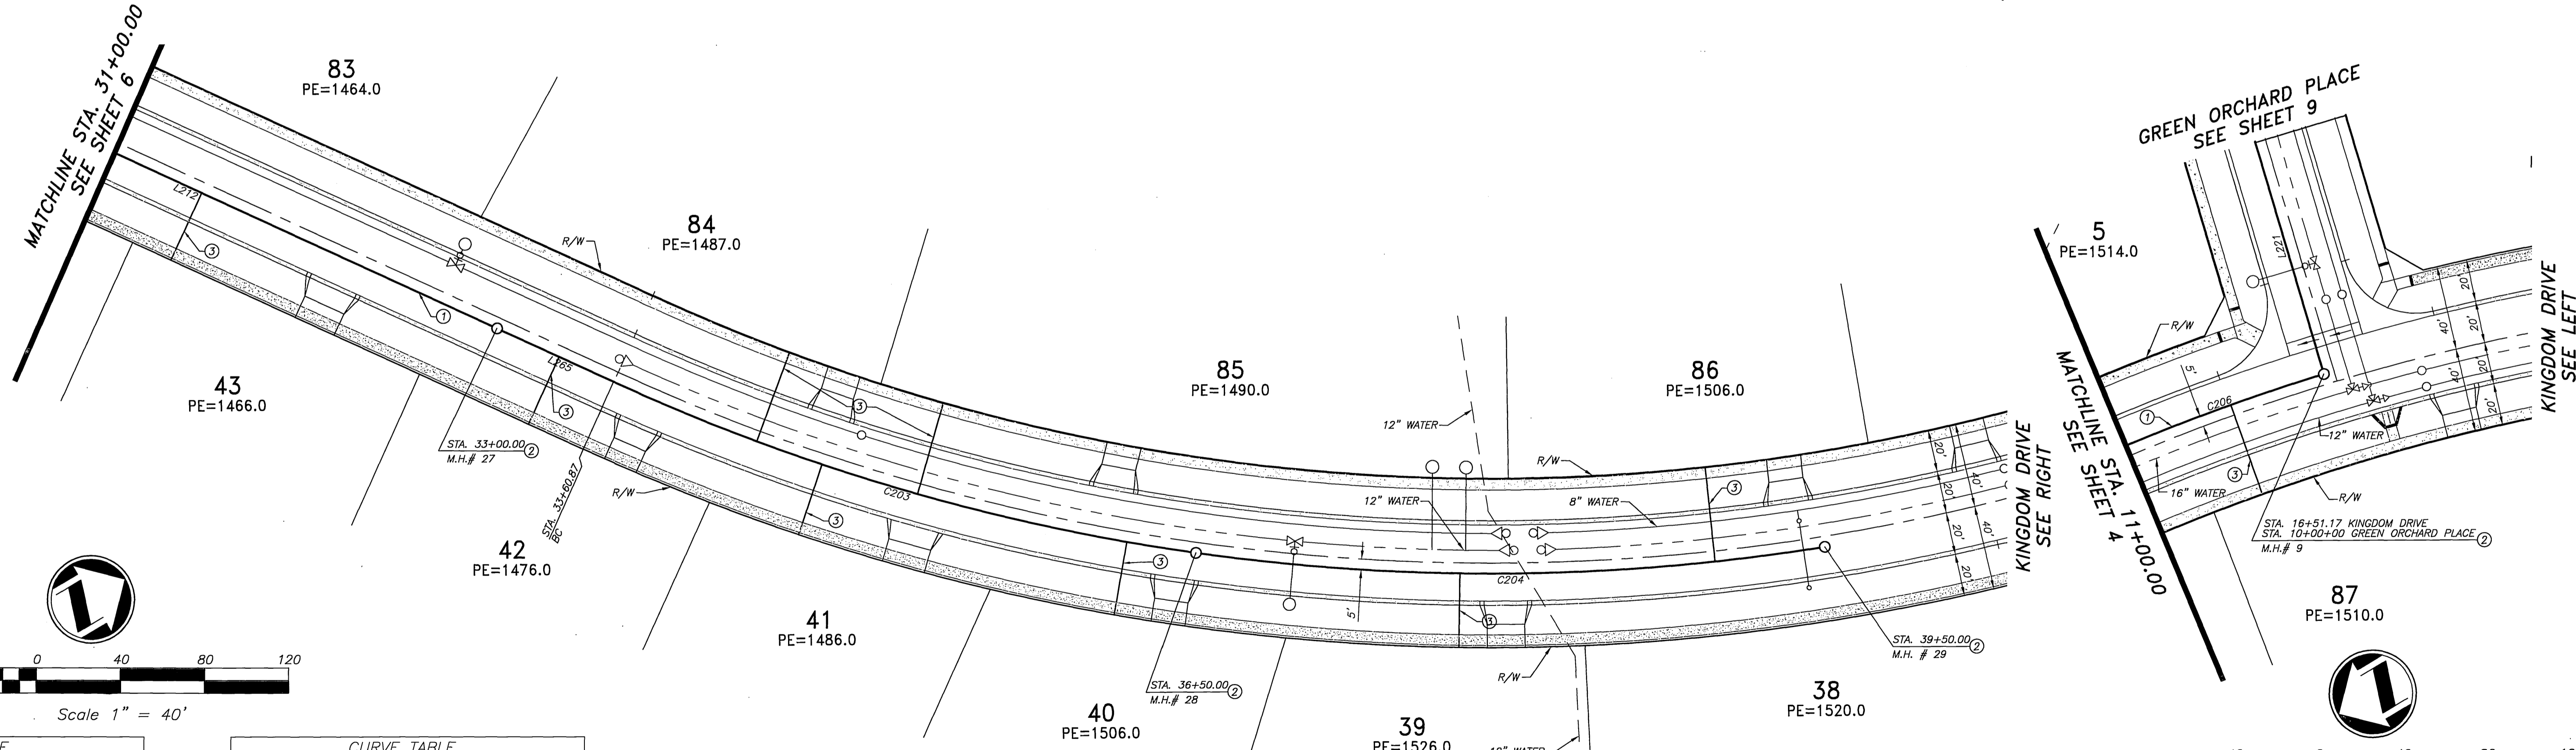 MATCHLINE STA. 31+00.00
SEE SHEET 6
83
PE=1464.0
84
PE=1487.0
R/W
L212
3
1
43
PE=1466.0
L265
3
STA. 33+00.00 2
M.H.# 27
STA. 33+60.87
BC
R/W
42
PE=1476.0
3
3
C203
41
PE=1486.0
3
STA. 36+50.00 2
M.H.# 28
40
PE=1506.0
85
PE=1490.0
86
PE=1506.0
12" WATER
R/W
12" WATER
8" WATER
3
C204
5'
3
R/W
39
PE=1526.0
38
PE=1520.0
STA. 39+50.00 2
M.H. # 29
20'
20'
20'
20'
40'
40'
KINGDOM DRIVE
SEE RIGHT
0 40 80 120
Scale 1" = 40'
CURVE TABLE
GREEN ORCHARD PLACE
SEE SHEET 9
5
PE=1514.0
L221
R/W
MATCHLINE STA. 11+00.00
SEE SHEET 4
5'
1
C206
3
16" WATER
12" WATER
R/W
20'
20'
20'
20'
40'
40'
KINGDOM DRIVE
SEE LEFT
STA. 16+51.17 KINGDOM DRIVE
STA. 10+00+00 GREEN ORCHARD PLACE 2
M.H.# 9
87
PE=1510.0